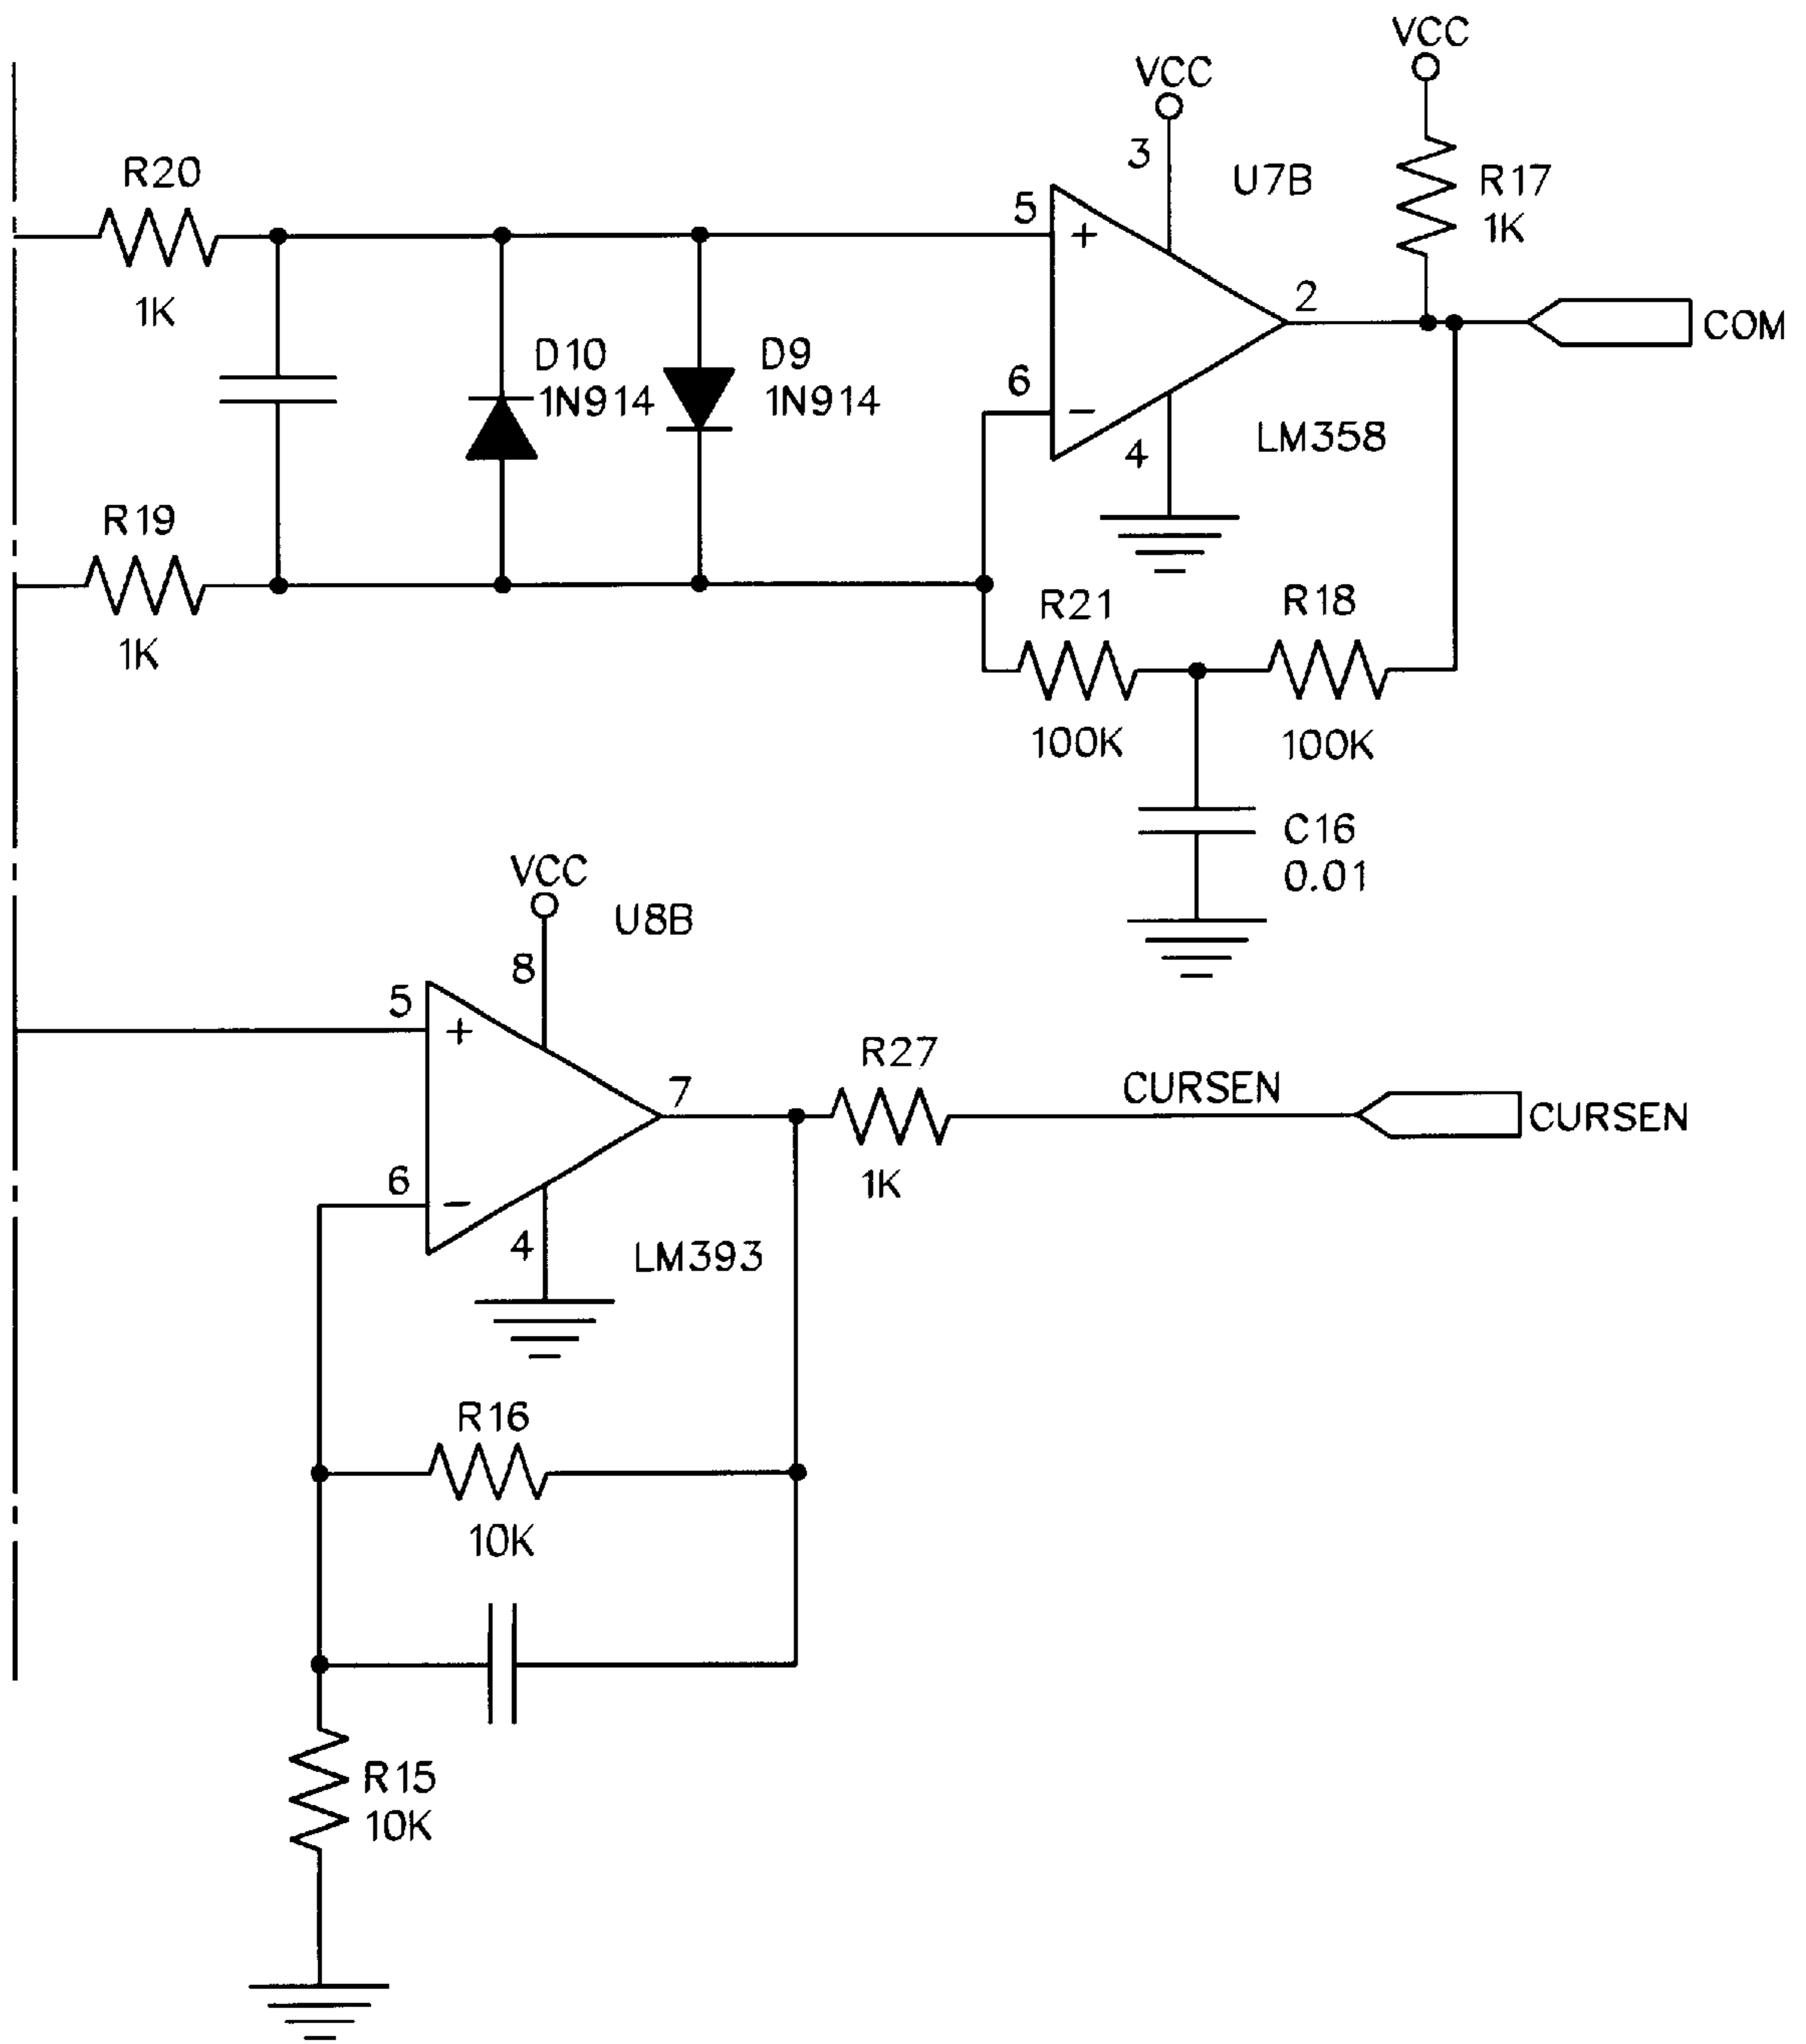 VCC
VCC
3
U7B
R17
1K
R20
1K
5
+
2
COM
D10
1N914
D9
1N914
6
−
4
LM358
R19
1K
R21
100K
R18
100K
C16
0.01
VCC
U8B
8
5
+
7
R27
1K
CURSEN
CURSEN
6
−
4
LM393
R16
10K
R15
10K